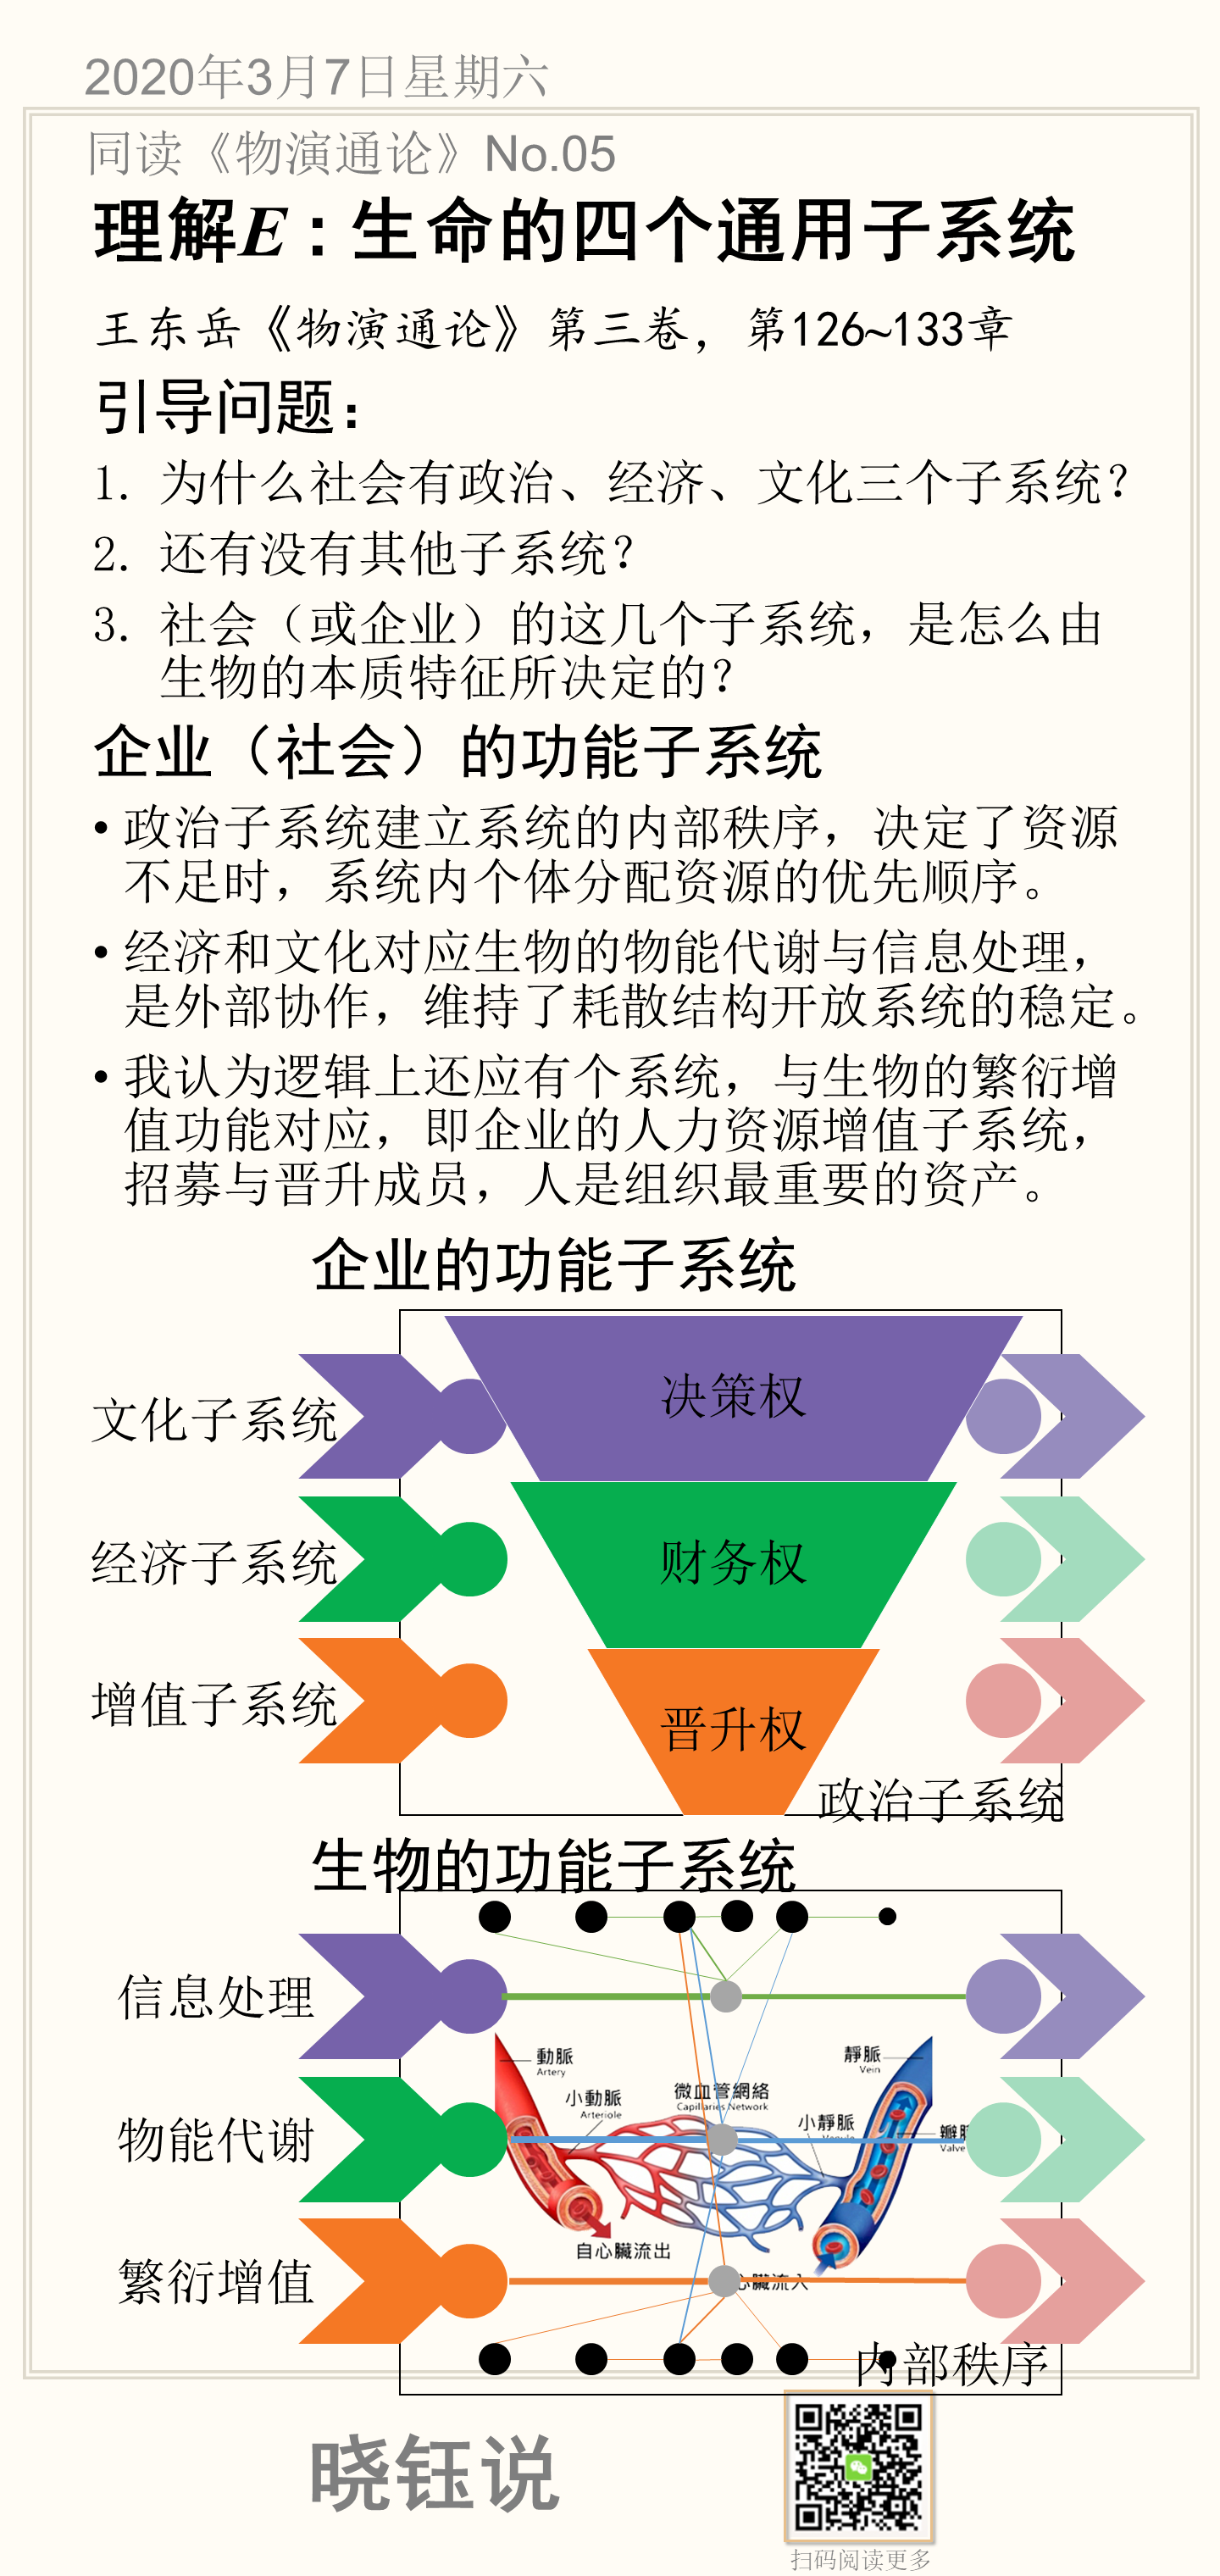 2020年3月7日星期六
同读《物演通论》No.05
理解E：生命的四个通用子系统
王东岳《物演通论》第三卷，第126~133章
引导问题：
1. 为什么社会有政治、经济、文化三个子系统？
2. 还有没有其他子系统？
3. 社会（或企业）的这几个子系统，是怎么由
生物的本质特征所决定的？
企业（社会）的功能子系统
• 政治子系统建立系统的内部秩序，决定了资源
不足时，系统内个体分配资源的优先顺序。
• 经济和文化对应生物的物能代谢与信息处理，
是外部协作，维持了耗散结构开放系统的稳定。
• 我认为逻辑上还应有个系统，与生物的繁衍增
值功能对应，即企业的人力资源增值子系统，
招募与晋升成员，人是组织最重要的资产。
企业的功能子系统
决策权
文化子系统
财务权
经济子系统
增值子系统
晋升权
政治子系统
生物的功能子系统
信息处理
動脈
Artery
靜脈
Vein
小動脈
Arteriole
微血管網絡
Capillaries Network
小靜脈
Valve
物能代谢
自心臟流出
心臟流入
繁衍增值
内部秩序
晓钰说
扫码阅读更多